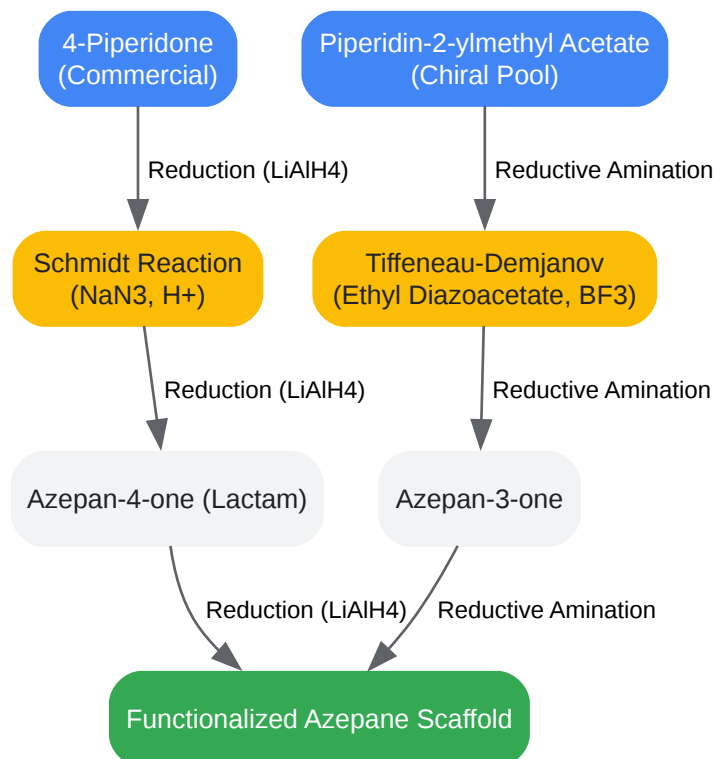 4-Piperidone
(Commercial)
Piperidin-2-ylmethyl Acetate
(Chiral Pool)
Reduction (LiAlH4)
Reductive Amination
Schmidt Reaction
(NaN3, H+)
Tiffeneau-Demjanov
(Ethyl Diazoacetate, BF3)
Reduction (LiAlH4)
Reductive Amination
Azepan-4-one (Lactam)
Azepan-3-one
Reduction (LiAlH4)
Reductive Amination
Functionalized Azepane Scaffold